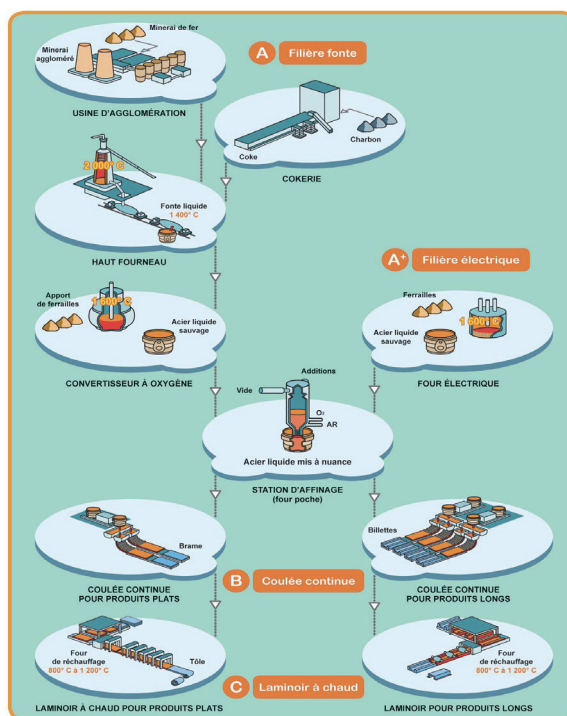 Minerai de fer
Minerai
aggloméré
A Filière fonte
USINE D'AGGLOMÉRATION
Coke
Charbon
COKERIE
2 000° C
Fonte liquide
1 400° C
HAUT FOURNEAU
A+ Filière électrique
Apport
de ferrailles
1 600° C
Acier liquide
sauvage
CONVERTISSEUR À OXYGÈNE
Ferrailles
1 600° C
Acier liquide
sauvage
FOUR ÉLECTRIQUE
Additions
Vide
O₂
AR
Acier liquide mis à nuance
STATION D'AFFINAGE
(four poche)
Brame
COULÉE CONTINUE
POUR PRODUITS PLATS
B Coulée continue
Billettes
COULÉE CONTINUE
POUR PRODUITS LONGS
Four
de réchauffage
800° C à 1 200° C
Tôle
LAMINOIR À CHAUD POUR PRODUITS PLATS
C Laminoir à chaud
Four
de réchauffage
800° C à 1 200° C
LAMINOIR POUR PRODUITS LONGS